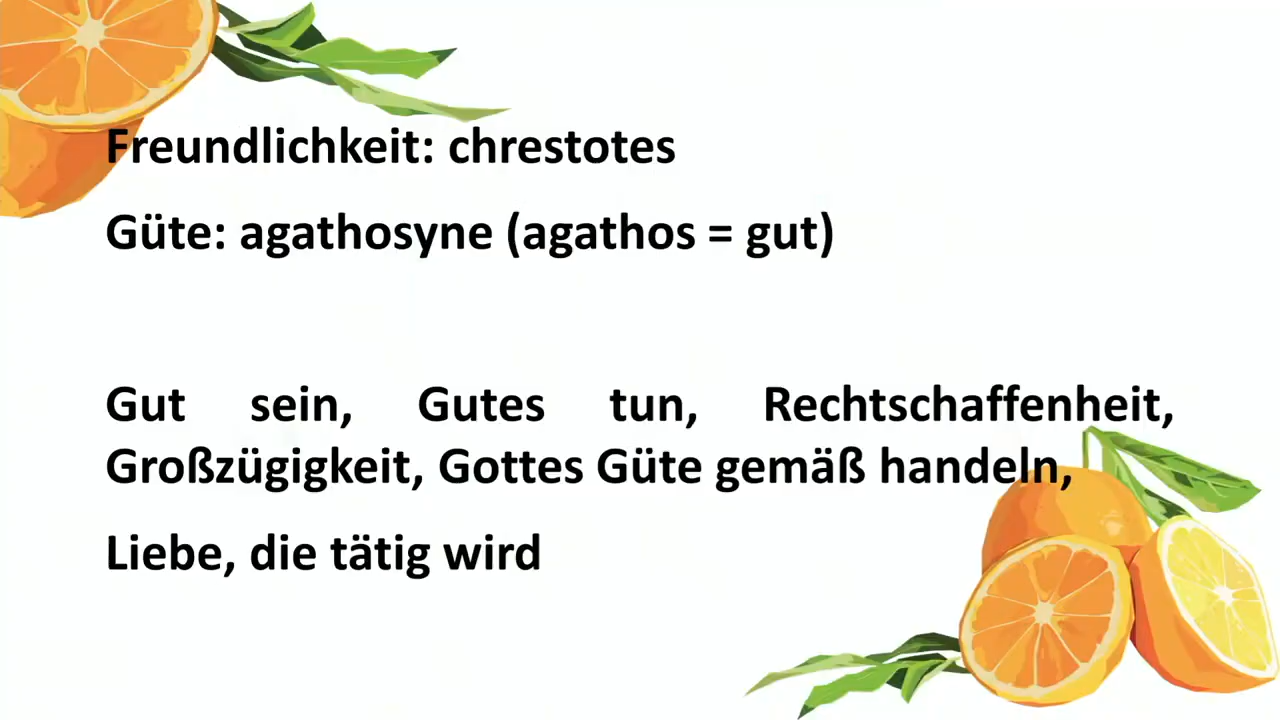 Freundlichkeit: chrestotes
Güte: agathosyne (agathos = gut)
Gut sein, Gutes tun, Rechtschaffenheit,
Großzügigkeit, Gottes Güte gemäß handeln,
Liebe, die tätig wird